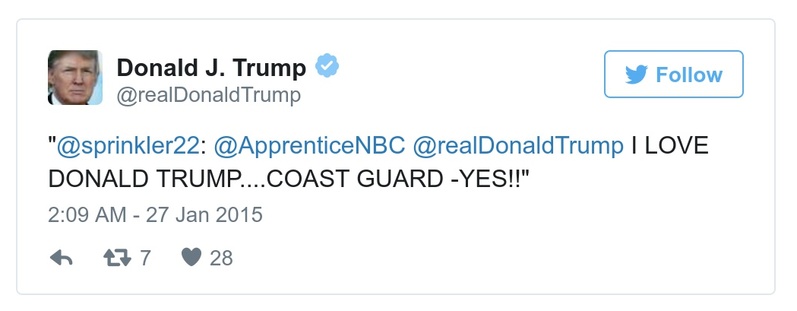 Donald J. Trump
@realDonaldTrump
Follow
"@sprinkler22: @ApprenticeNBC @realDonaldTrump I LOVE
DONALD TRUMP....COAST GUARD -YES!!"
2:09 AM - 27 Jan 2015
7 28